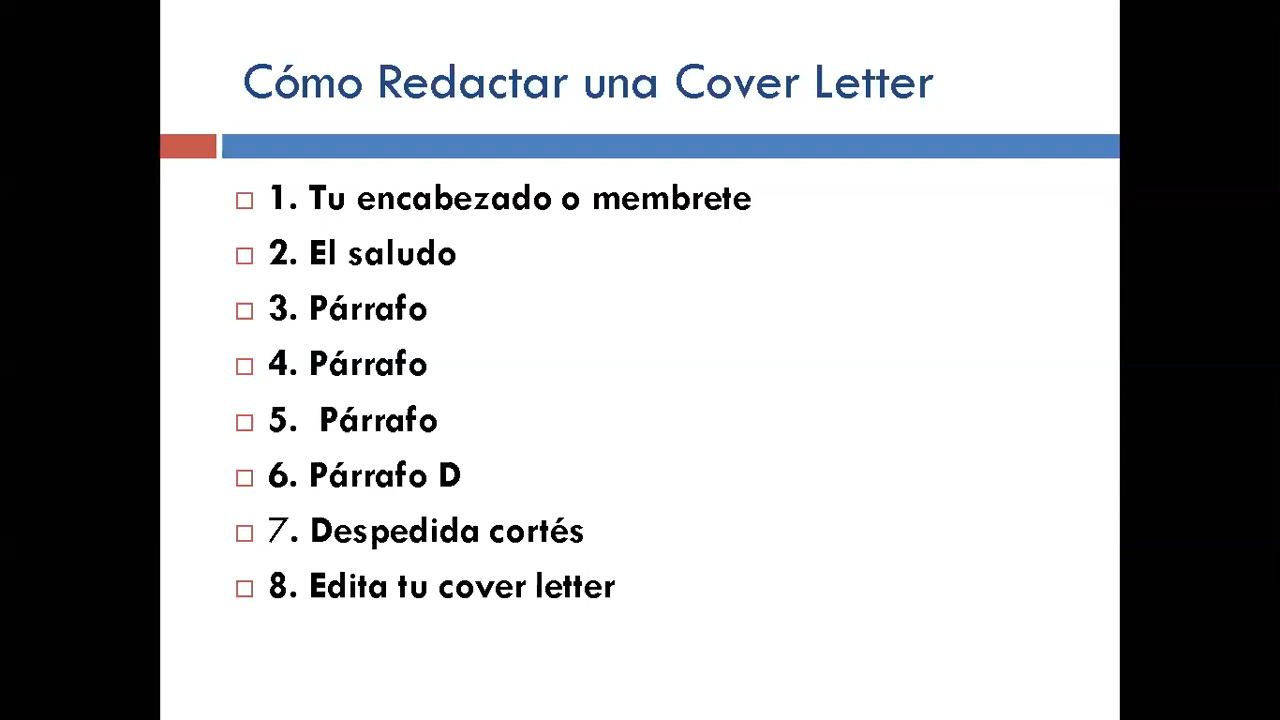 Cómo Redactar una Cover Letter
1. Tu encabezado o membrete
2. El saludo
3. Párrafo
4. Párrafo
5. Párrafo
6. Párrafo D
7. Despedida cortés
8. Edita tu cover letter